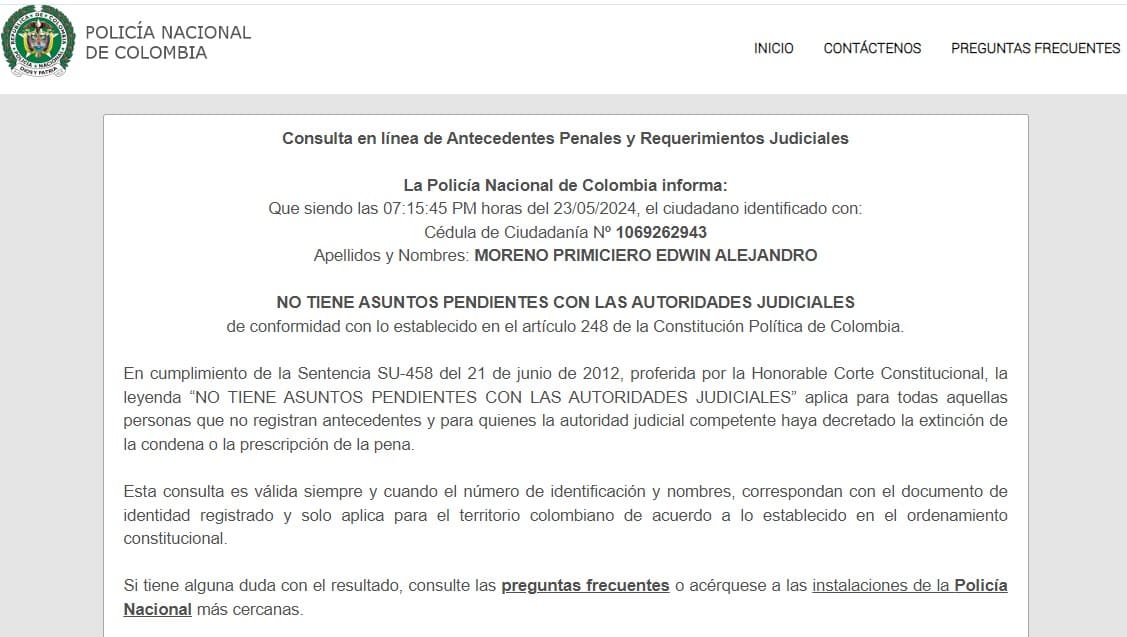 POLICÍA NACIONAL
DE COLOMBIA
INICIO CONTÁCTENOS PREGUNTAS FRECUENTES
Consulta en línea de Antecedentes Penales y Requerimientos Judiciales
La Policía Nacional de Colombia informa:
Que siendo las 07:15:45 PM horas del 23/05/2024, el ciudadano identificado con:
Cédula de Ciudadanía Nº 1069262943
Apellidos y Nombres: MORENO PRIMICIERO EDWIN ALEJANDRO
NO TIENE ASUNTOS PENDIENTES CON LAS AUTORIDADES JUDICIALES
de conformidad con lo establecido en el artículo 248 de la Constitución Política de Colombia.
En cumplimiento de la Sentencia SU-458 del 21 de junio de 2012, proferida por la Honorable Corte Constitucional, la
leyenda “NO TIENE ASUNTOS PENDIENTES CON LAS AUTORIDADES JUDICIALES” aplica para todas aquellas
personas que no registran antecedentes y para quienes la autoridad judicial competente haya decretado la extinción de
la condena o la prescripción de la pena.
Esta consulta es válida siempre y cuando el número de identificación y nombres, correspondan con el documento de
identidad registrado y solo aplica para el territorio colombiano de acuerdo a lo establecido en el ordenamiento
constitucional.
Si tiene alguna duda con el resultado, consulte las preguntas frecuentes o acérquese a las instalaciones de la Policía
Nacional más cercanas.